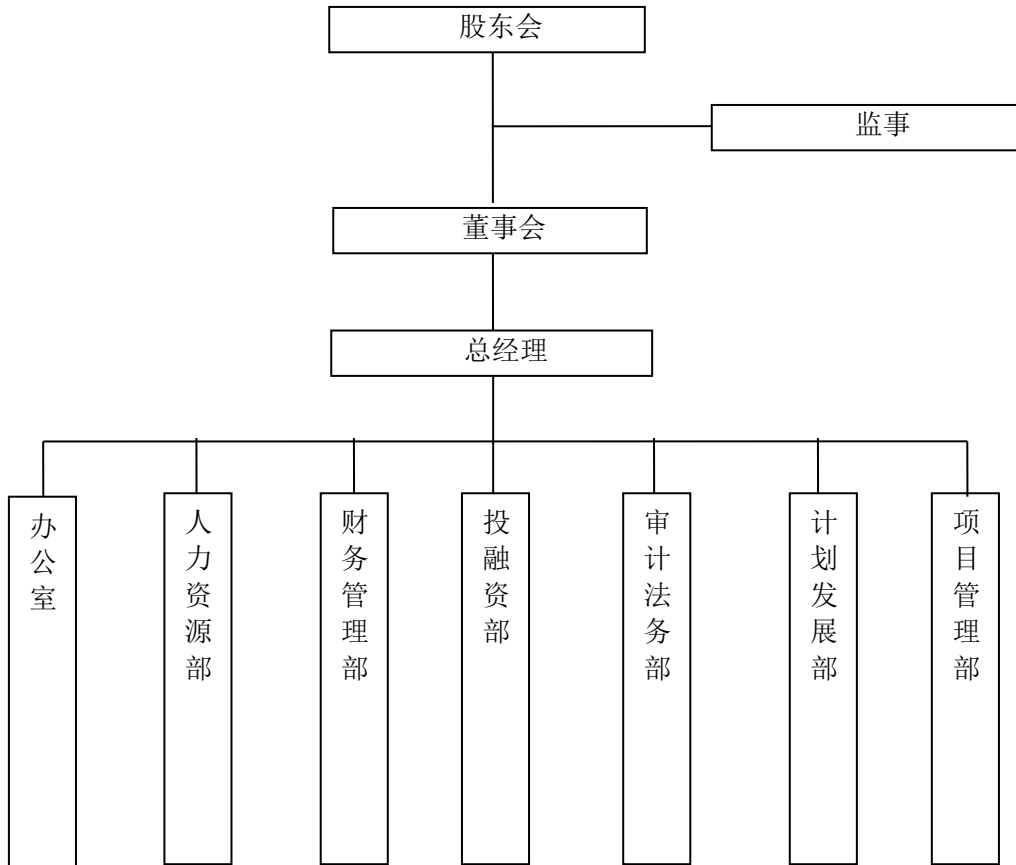 股东会
监事
董事会
总经理
办公室
人力资源部
财务管理部
投融资部
审计法务部
计划发展部
项目管理部